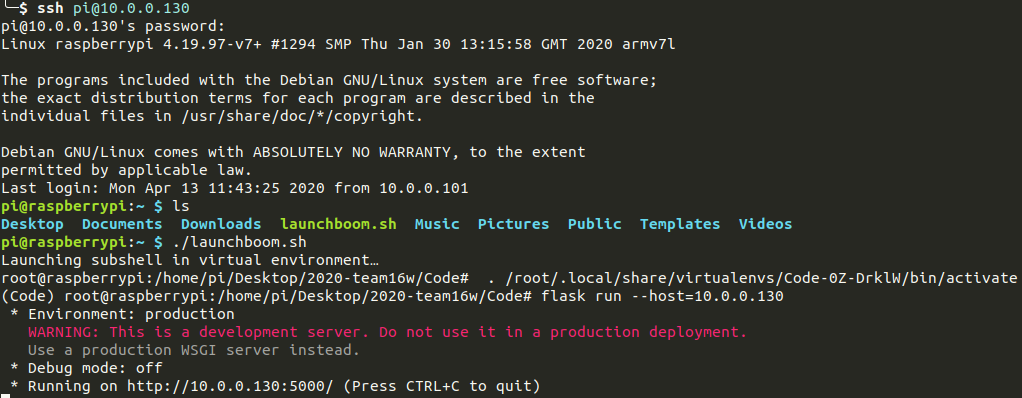 ╰─$ ssh pi@10.0.0.130
pi@10.0.0.130's password:
Linux raspberrypi 4.19.97-v7+ #1294 SMP Thu Jan 30 13:15:58 GMT 2020 armv7l
The programs included with the Debian GNU/Linux system are free software;
the exact distribution terms for each program are described in the
individual files in /usr/share/doc/*/copyright.
Debian GNU/Linux comes with ABSOLUTELY NO WARRANTY, to the extent
permitted by applicable law.
Last login: Mon Apr 13 11:43:25 2020 from 10.0.0.101
pi@raspberrypi:~ $ ls
Desktop Documents Downloads launchboom.sh Music Pictures Public Templates Videos
pi@raspberrypi:~ $ ./launchboom.sh
Launching subshell in virtual environment…
root@raspberrypi:/home/pi/Desktop/2020-team16w/Code# . /root/.local/share/virtualenvs/Code-0Z-DrklW/bin/activate
(Code) root@raspberrypi:/home/pi/Desktop/2020-team16w/Code# flask run --host=10.0.0.130
* Environment: production
WARNING: This is a development server. Do not use it in a production deployment.
Use a production WSGI server instead.
* Debug mode: off
* Running on http://10.0.0.130:5000/ (Press CTRL+C to quit)